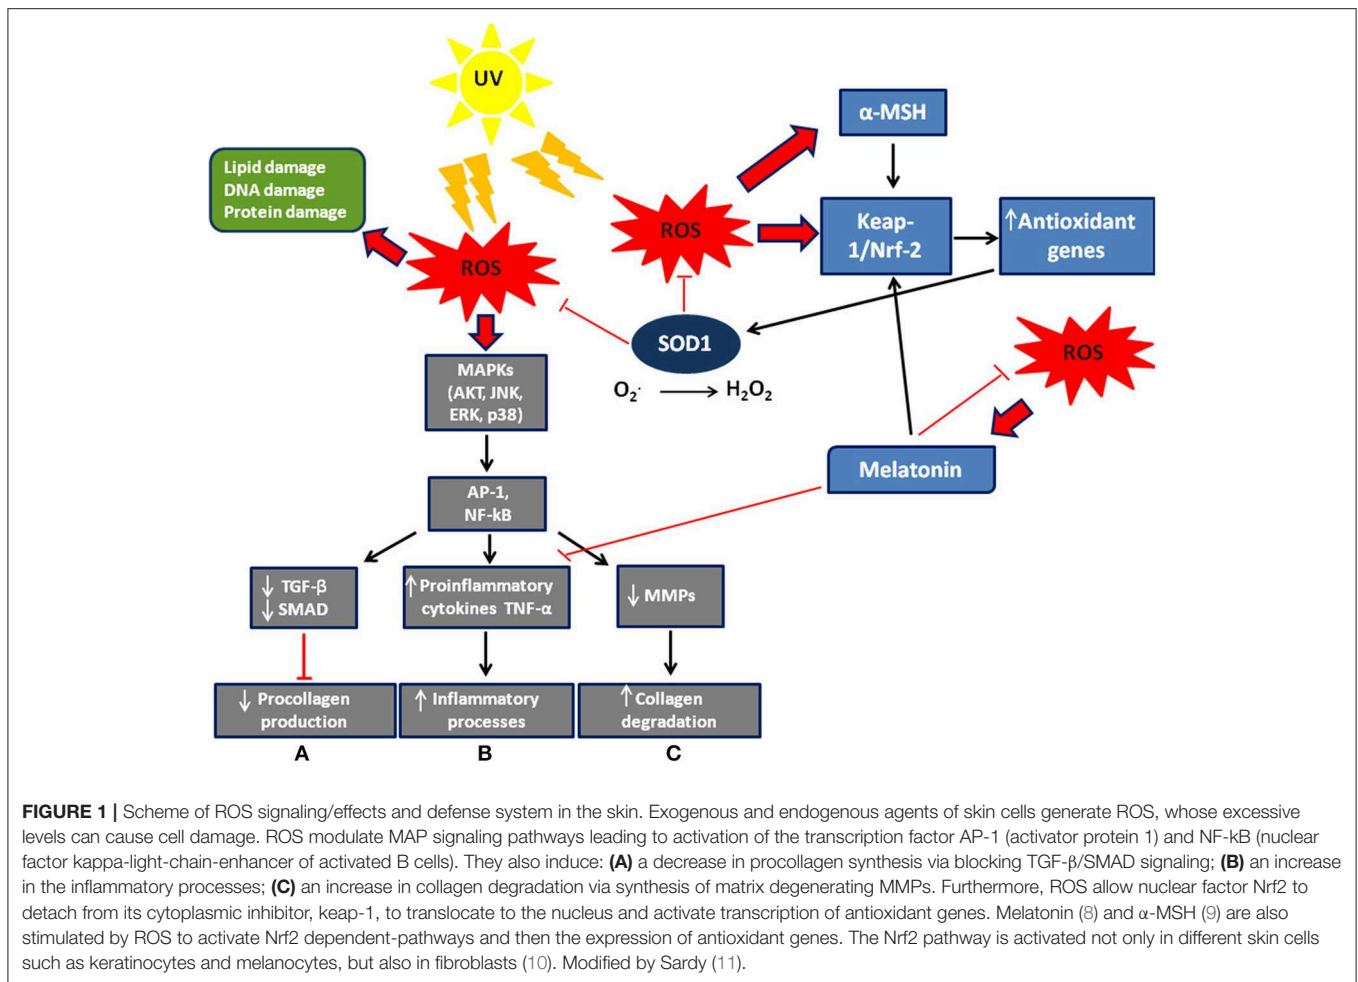 UV
α-MSH
Lipid damage
DNA damage
Protein damage
ROS
ROS
Keap-
1/Nrf-2
↑Antioxidant
genes
SOD1
O₂·⁻ → H₂O₂
ROS
MAPKs
(AKT, JNK,
ERK, p38)
Melatonin
AP-1,
NF-kB
↓ TGF-β
↓ SMAD
↑ Proinflammatory
cytokines TNF-α
↓ MMPs
↓ Procollagen
production
↑ Inflammatory
processes
↑ Collagen
degradation
A
B
C
FIGURE 1 | Scheme of ROS signaling/effects and defense system in the skin. Exogenous and endogenous agents of skin cells generate ROS, whose excessive
levels can cause cell damage. ROS modulate MAP signaling pathways leading to activation of the transcription factor AP-1 (activator protein 1) and NF-kB (nuclear
factor kappa-light-chain-enhancer of activated B cells). They also induce: (A) a decrease in procollagen synthesis via blocking TGF-β/SMAD signaling; (B) an increase
in the inflammatory processes; (C) an increase in collagen degradation via synthesis of matrix degenerating MMPs. Furthermore, ROS allow nuclear factor Nrf2 to
detach from its cytoplasmic inhibitor, keap-1, to translocate to the nucleus and activate transcription of antioxidant genes. Melatonin (8) and α-MSH (9) are also
stimulated by ROS to activate Nrf2 dependent-pathways and then the expression of antioxidant genes. The Nrf2 pathway is activated not only in different skin cells
such as keratinocytes and melanocytes, but also in fibroblasts (10). Modified by Sardy (11).